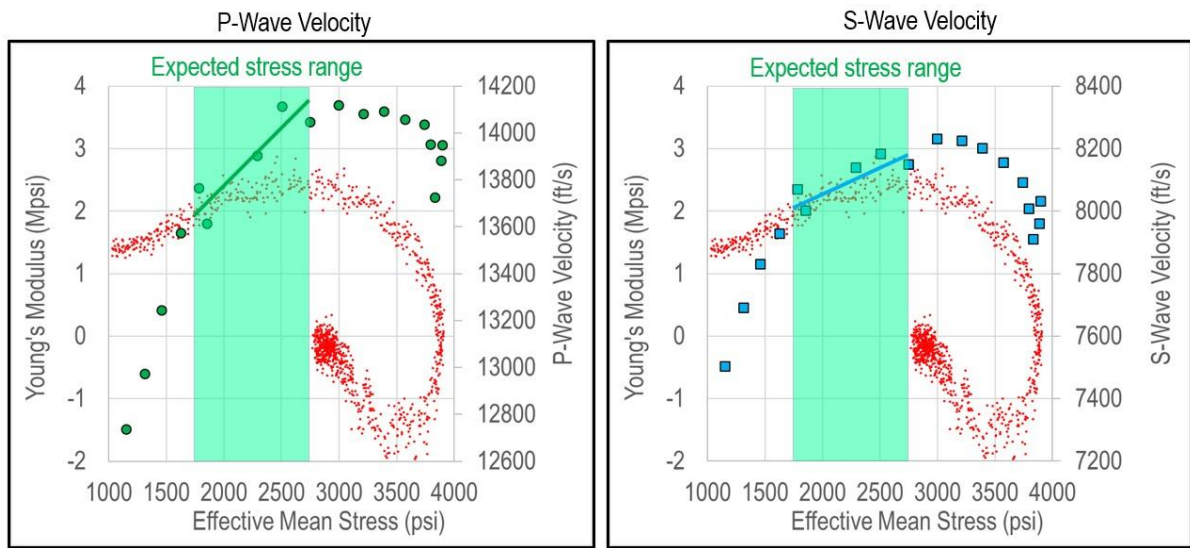 P-Wave Velocity
Expected stress range
4
3
2
1
0
-1
-2
Young's Modulus (Mpsi)
14200
14000
13800
13600
13400
13200
13000
12800
12600
P-Wave Velocity (ft/s)
1000 1500 2000 2500 3000 3500 4000
Effective Mean Stress (psi)
S-Wave Velocity
Expected stress range
4
3
2
1
0
-1
-2
Young's Modulus (Mpsi)
8400
8200
8000
7800
7600
7400
7200
S-Wave Velocity (ft/s)
1000 1500 2000 2500 3000 3500 4000
Effective Mean Stress (psi)